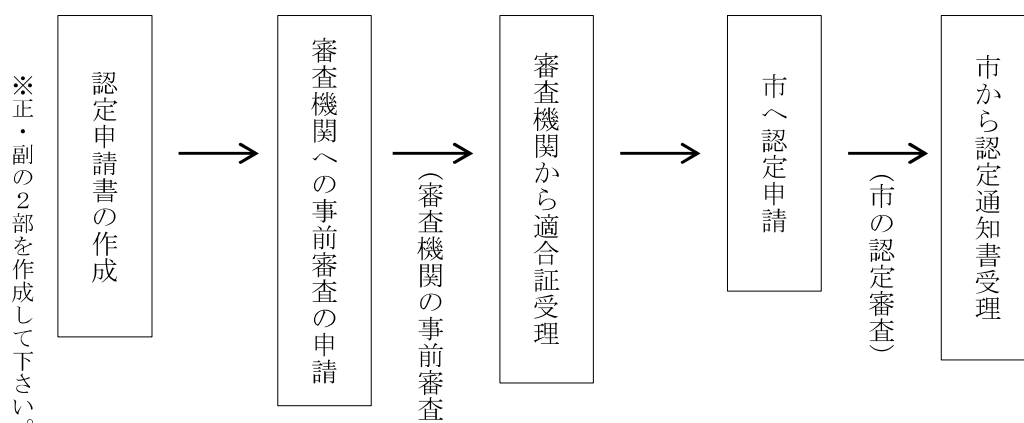 ※正・副の２部を作成して下さい。
認定申請書の作成
審査機関への事前審査の申請
(審査機関の事前審査
審査機関から適合証受理
市へ認定申請
(市の認定審査)
市から認定通知書受理